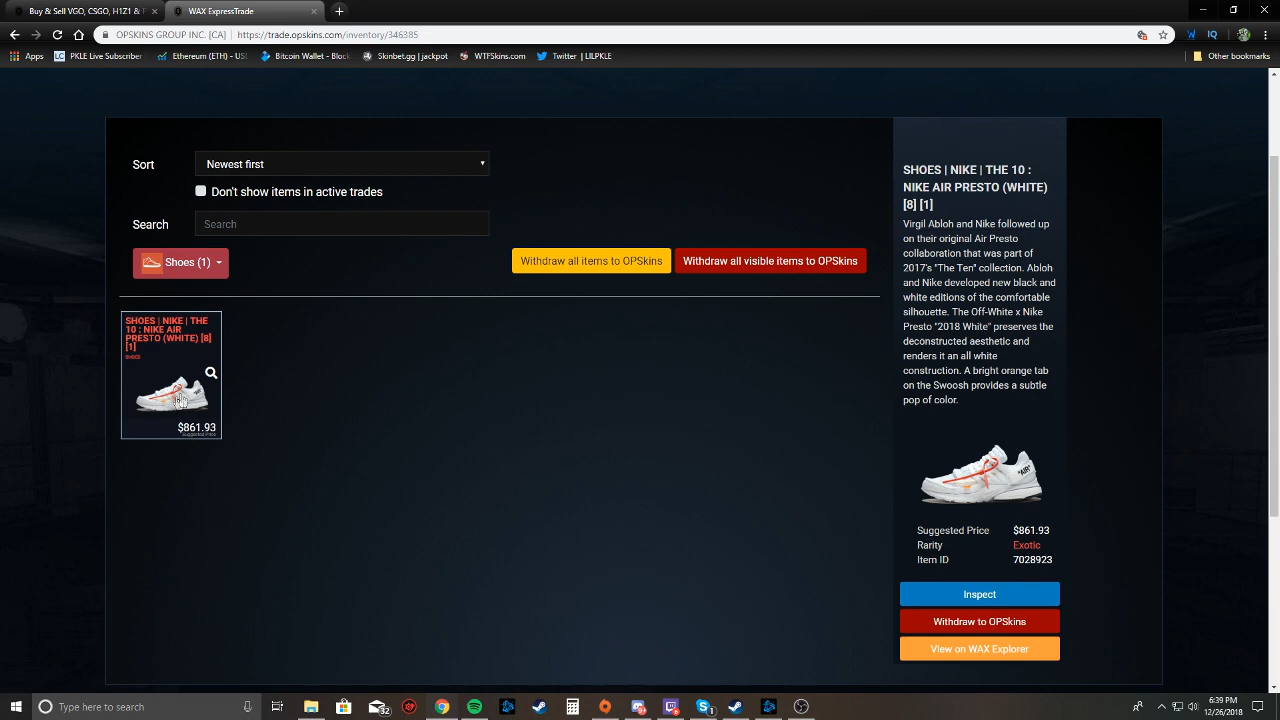 Buy & Sell VGO, CSGO, H1Z1 & T
WAX ExpressTrade
OPSKINS GROUP INC. [CA]
https://trade.opskins.com/inventory/346385
Apps
PKLE Live Subscriber
Ethereum (ETH) - US
Bitcoin Wallet - Block
Skinbet.gg | jackpot
WTFSkins.com
Twitter | LILPKLE
Other bookmarks
Sort
Newest first
Don't show items in active trades
Search
Search
Shoes (1)
Withdraw all items to OPSkins
Withdraw all visible items to OPSkins
SHOES | NIKE | THE
10 : NIKE AIR
PRESTO (WHITE) [8]
[1]
SHOES
$861.93
Suggested Price
SHOES | NIKE | THE 10 :
NIKE AIR PRESTO (WHITE)
[8] [1]
Virgil Abloh and Nike followed up
on their original Air Presto
collaboration that was part of
2017's "The Ten" collection. Abloh
and Nike developed new black and
white editions of the comfortable
silhouette. The Off-White x Nike
Presto "2018 White" preserves the
deconstructed aesthetic and
renders it an all white
construction. A bright orange tab
on the Swoosh provides a subtle
pop of color.
"AIR"
Suggested Price $861.93
Rarity Exotic
Item ID 7028923
Inspect
Withdraw to OPSkins
View on WAX Explorer
Type here to search
6:39 PM
12/26/2018